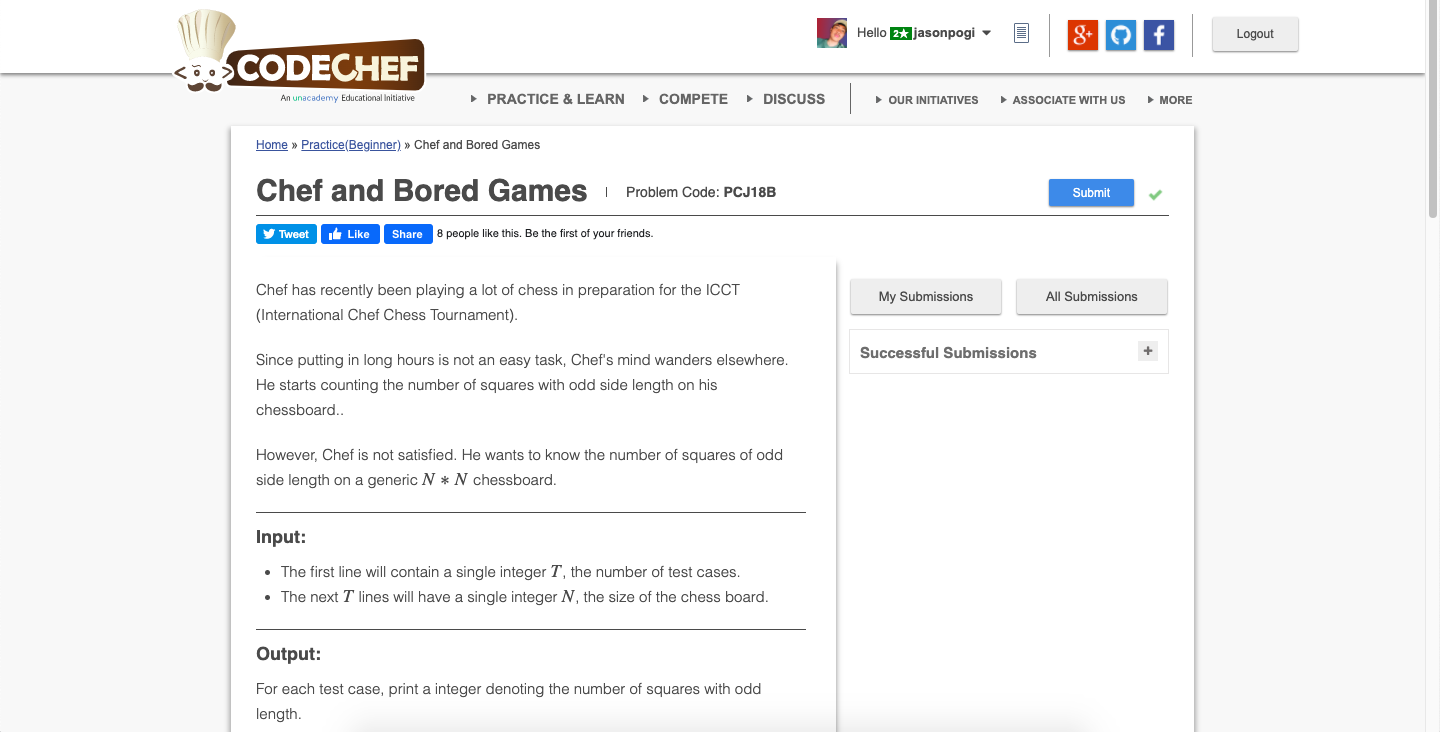 Hello 2★ jasonpogi
g+
f
Logout
CODECHEF
An unacademy Educational Initiative
PRACTICE & LEARN COMPETE DISCUSS OUR INITIATIVES ASSOCIATE WITH US MORE
Home » Practice(Beginner) » Chef and Bored Games
Chef and Bored Games | Problem Code: PCJ18B
Submit
Tweet Like Share 8 people like this. Be the first of your friends.
Chef has recently been playing a lot of chess in preparation for the ICCT
(International Chef Chess Tournament).
Since putting in long hours is not an easy task, Chef's mind wanders elsewhere.
He starts counting the number of squares with odd side length on his
chessboard..
However, Chef is not satisfied. He wants to know the number of squares of odd
side length on a generic N * N chessboard.
Input:
• The first line will contain a single integer T, the number of test cases.
• The next T lines will have a single integer N, the size of the chess board.
Output:
For each test case, print a integer denoting the number of squares with odd
length.
My Submissions
All Submissions
Successful Submissions +